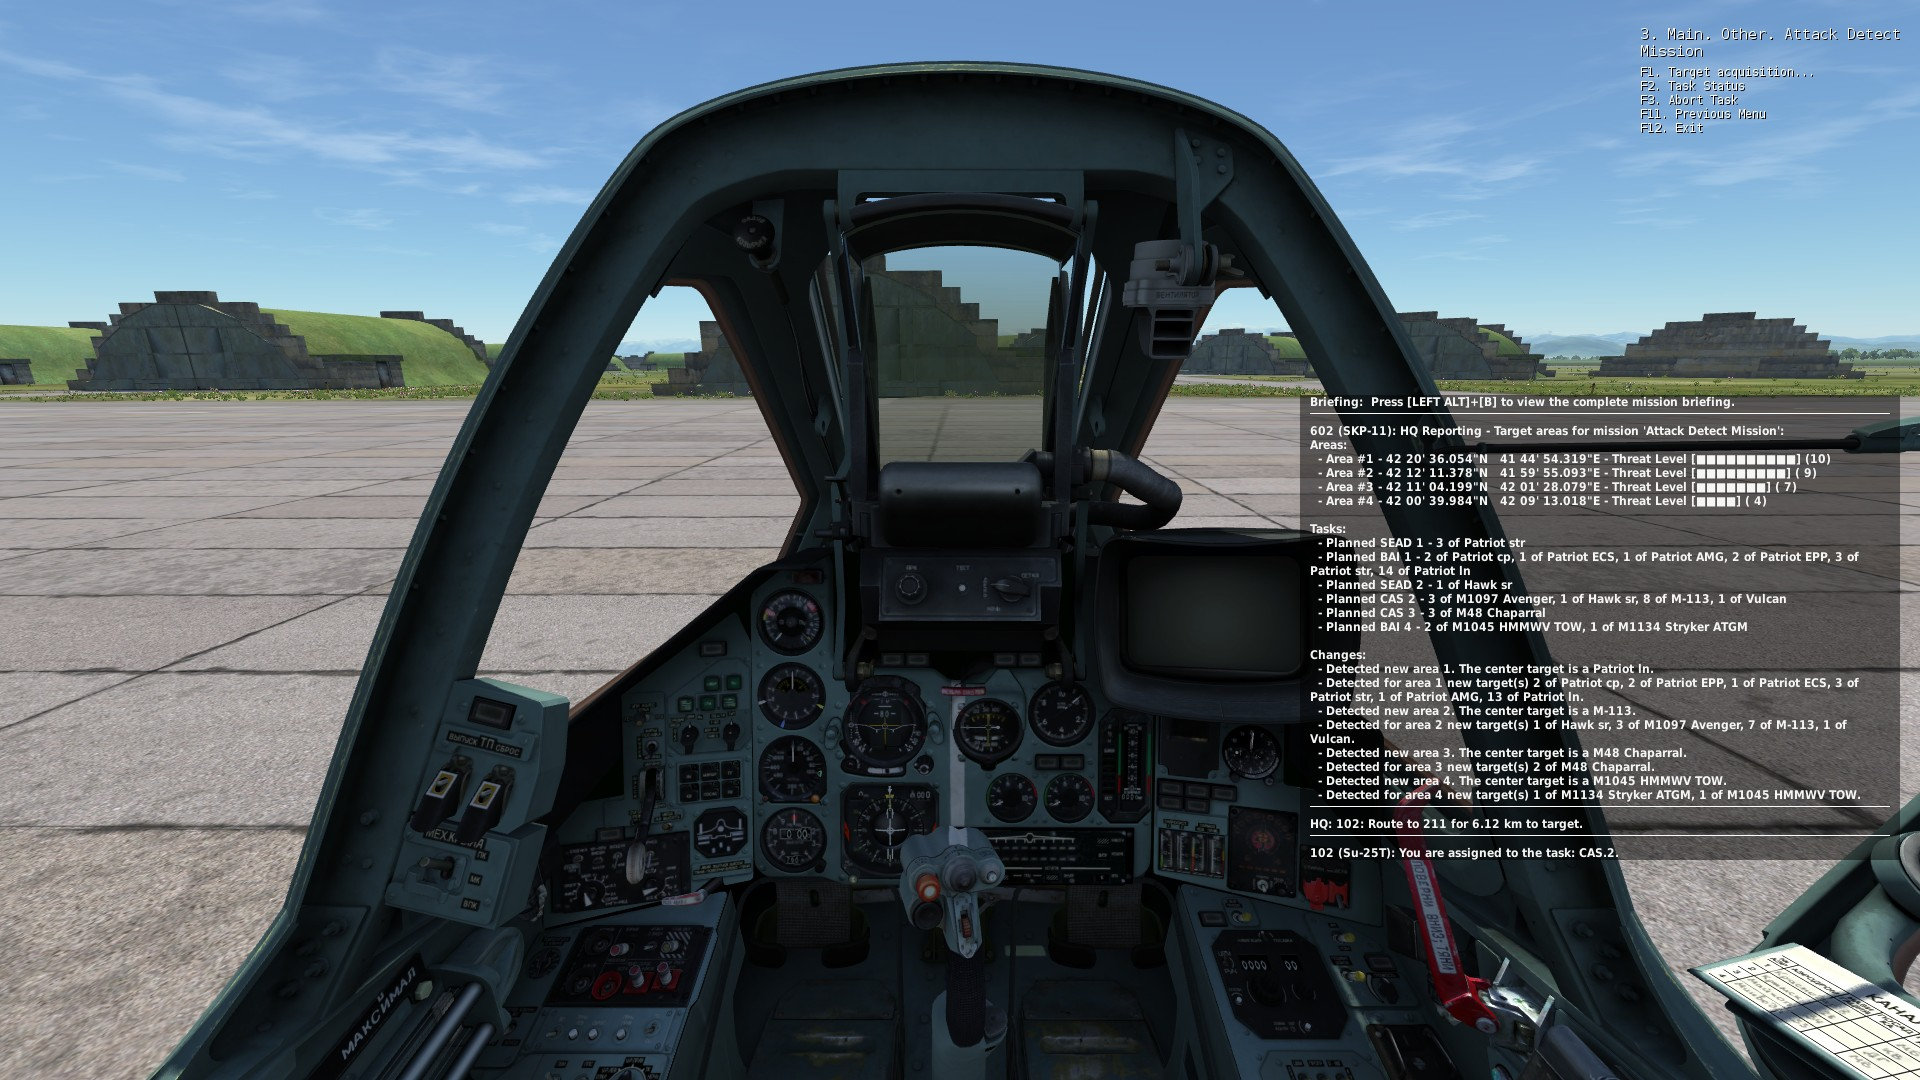 3. Main. Other. Attack Detect
Mission
F1. Target acquisition...
F2. Task Status
F3. Abort Task
F11. Previous Menu
F12. Exit
ВЕНТИЛЯТОР
Briefing:  Press [LEFT ALT]+[B] to view the complete mission briefing.
602 (SKP-11): HQ Reporting - Target areas for mission 'Attack Detect Mission':
Areas:
- Area #1 - 42 20' 36.054"N   41 44' 54.319"E - Threat Level [■■■■■■■■■■] (10)
- Area #2 - 42 12' 11.378"N   41 59' 55.093"E - Threat Level [■■■■■■■■■] ( 9)
- Area #3 - 42 11' 04.199"N   42 01' 28.079"E - Threat Level [■■■■■■■] ( 7)
- Area #4 - 42 00' 39.984"N   42 09' 13.018"E - Threat Level [■■■■] ( 4)
Tasks:
- Planned SEAD 1 - 3 of Patriot str
- Planned BAI 1 - 2 of Patriot cp, 1 of Patriot ECS, 1 of Patriot AMG, 2 of Patriot EPP, 3 of
Patriot str, 14 of Patriot ln
- Planned SEAD 2 - 1 of Hawk sr
- Planned CAS 2 - 3 of M1097 Avenger, 1 of Hawk sr, 8 of M-113, 1 of Vulcan
- Planned CAS 3 - 3 of M48 Chaparral
- Planned BAI 4 - 2 of M1045 HMMWV TOW, 1 of M1134 Stryker ATGM
Changes:
- Detected new area 1. The center target is a Patriot ln.
- Detected for area 1 new target(s) 2 of Patriot cp, 2 of Patriot EPP, 1 of Patriot ECS, 3 of
Patriot str, 1 of Patriot AMG, 13 of Patriot ln.
- Detected new area 2. The center target is a M-113.
- Detected for area 2 new target(s) 1 of Hawk sr, 3 of M1097 Avenger, 7 of M-113, 1 of
Vulcan.
- Detected new area 3. The center target is a M48 Chaparral.
- Detected for area 3 new target(s) 2 of M48 Chaparral.
- Detected new area 4. The center target is a M1045 HMMWV TOW.
- Detected for area 4 new target(s) 1 of M1134 Stryker ATGM, 1 of M1045 HMMWV TOW.
HQ: 102: Route to 211 for 6.12 km to target.
102 (Su-25T): You are assigned to the task: CAS.2.
ВЫПУСК ТП СБРОС
МАКСИМАЛ
0000
00